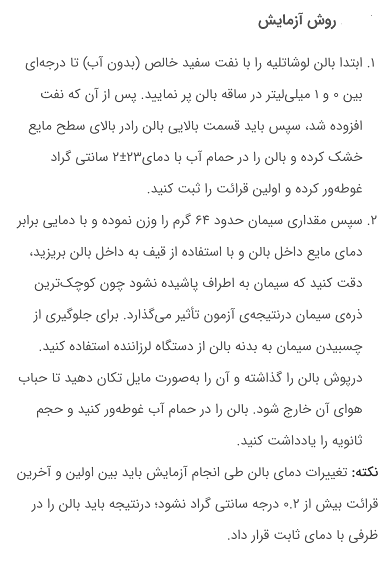 روش آزمایش
۱. ابتدا بالن لوشاتلیه را با نفت سفید خالص (بدون آب) تا درجه‌ای
بین ۰ و ۱ میلی‌لیتر در ساقه بالن پر نمایید. پس از آن که نفت
افزوده شد، سپس باید قسمت بالایی بالن رادر بالای سطح مایع
خشک کرده و بالن را در حمام آب با دمای۲۳±۲ سانتی گراد
غوطه‌ور کرده و اولین قرائت را ثبت کنید.
۲. سپس مقداری سیمان حدود ۶۴ گرم را وزن نموده و با دمایی برابر
دمای مایع داخل بالن و با استفاده از قیف به داخل بالن بریزید،
دقت کنید که سیمان به اطراف پاشیده نشود چون کوچک‌ترین
ذره‌ی سیمان درنتیجه‌ی آزمون تأثیر می‌گذارد. برای جلوگیری از
چسبیدن سیمان به بدنه بالن از دستگاه لرزاننده استفاده کنید.
درپوش بالن را گذاشته و آن را به‌صورت مایل تکان دهید تا حباب
هوای آن خارج شود. بالن را در حمام آب غوطه‌ور کنید و حجم
ثانویه را یادداشت کنید.
نکته: تغییرات دمای بالن طی انجام آزمایش باید بین اولین و آخرین
قرائت بیش از ۰.۲ درجه سانتی گراد نشود؛ درنتیجه باید بالن را در
ظرفی با دمای ثابت قرار داد.